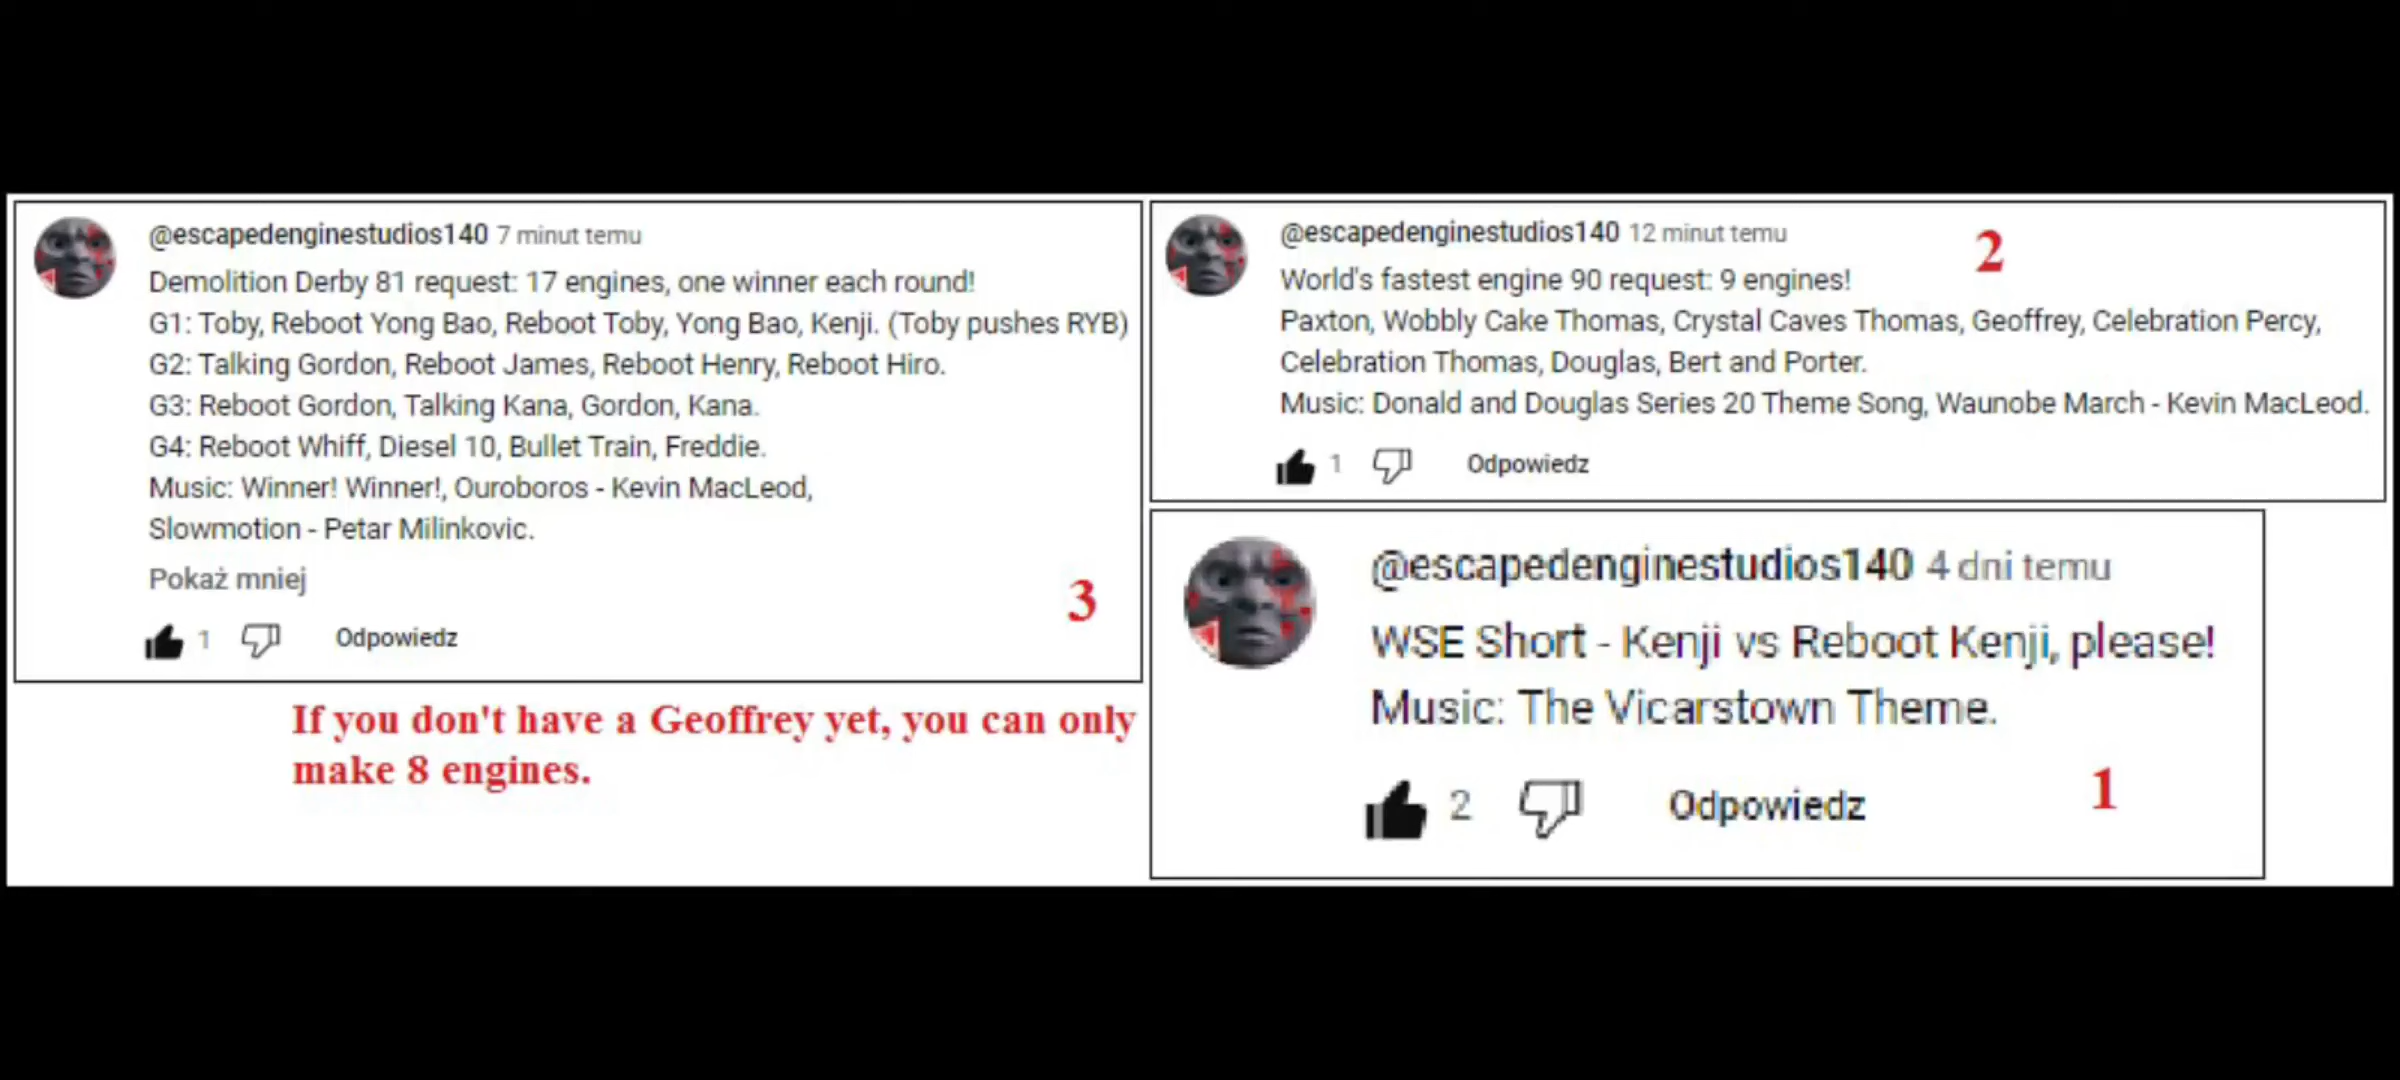 @escapedenginestudios140 7 minut temu
Demolition Derby 81 request: 17 engines, one winner each round!
G1: Toby, Reboot Yong Bao, Reboot Toby, Yong Bao, Kenji. (Toby pushes RYB)
G2: Talking Gordon, Reboot James, Reboot Henry, Reboot Hiro.
G3: Reboot Gordon, Talking Kana, Gordon, Kana.
G4: Reboot Whiff, Diesel 10, Bullet Train, Freddie.
Music: Winner! Winner!, Ouroboros - Kevin MacLeod,
Slowmotion - Petar Milinkovic.
Pokaż mniej
3
1 Odpowiedz
If you don't have a Geoffrey yet, you can only
make 8 engines.
@escapedenginestudios140 12 minut temu
2
World's fastest engine 90 request: 9 engines!
Paxton, Wobbly Cake Thomas, Crystal Caves Thomas, Geoffrey, Celebration Percy,
Celebration Thomas, Douglas, Bert and Porter.
Music: Donald and Douglas Series 20 Theme Song, Waunobe March - Kevin MacLeod.
1 Odpowiedz
@escapedenginestudios140 4 dni temu
WSE Short - Kenji vs Reboot Kenji, please!
Music: The Vicarstown Theme.
2 Odpowiedz
1